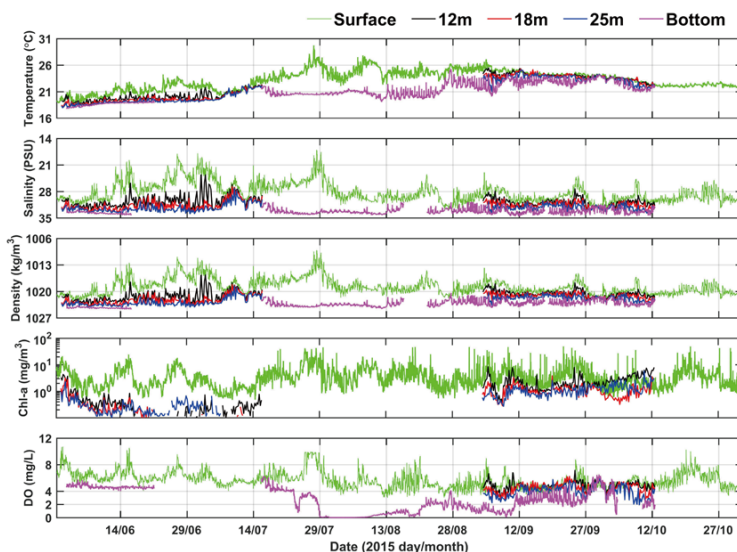 Surface 12m 18m 25m Bottom
Temperature (°C)
31
26
21
16
Salinity (PSU)
14
21
28
35
Density (kg/m³)
1006
1013
1020
1027
Chl-a (mg/m³)
10²
10¹
10⁰
DO (mg/L)
12
8
4
2
0
14/06 29/06 14/07 29/07 13/08 28/08 12/09 27/09 12/10 27/10
Date (2015 day/month)